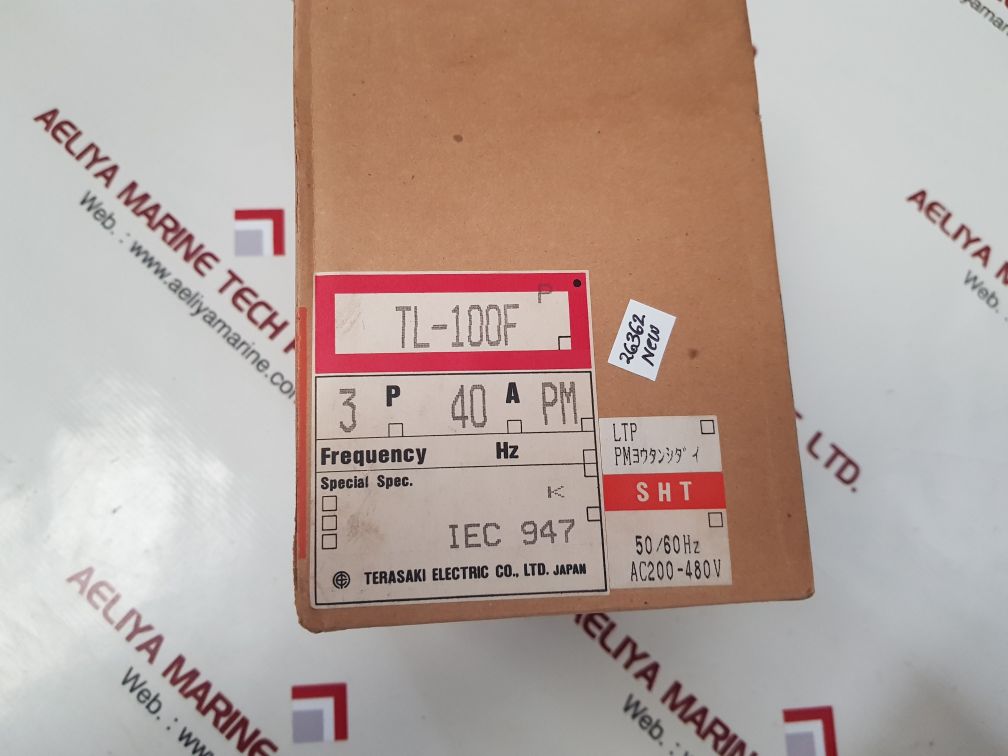 AELIYA MARINE TECH P
Web. : www.aeliyamarine.co
AELIYA
Web.
LTD.
P
TL-100F
3 P 40 A PM
Frequency Hz
Special Spec.
K
IEC 947
TERASAKI ELECTRIC CO., LTD. JAPAN
26362
New
LTP
PMヨウタンシダイ
SHT
50/60Hz
AC200-480V
AELIYA MARINE
Web. :
AELIYA MARINE
Web. : www